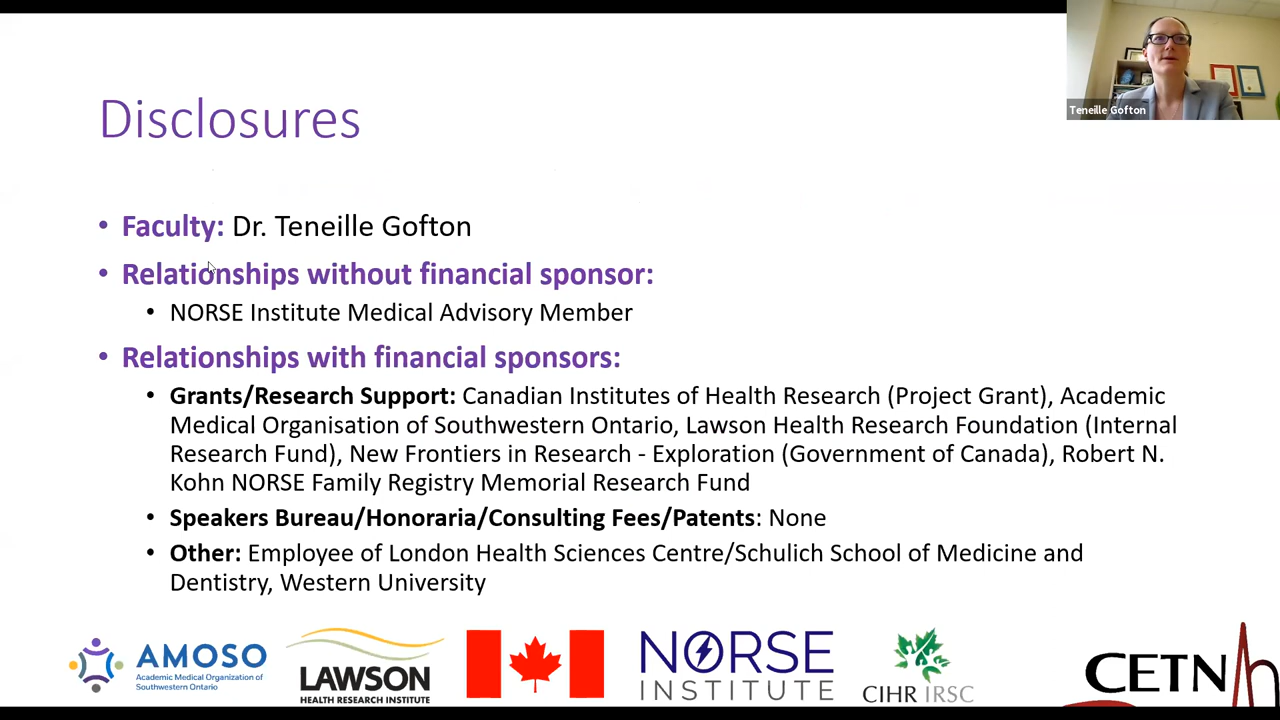 Teneille Gofton
Disclosures
• Faculty: Dr. Teneille Gofton
• Relationships without financial sponsor:
• NORSE Institute Medical Advisory Member
• Relationships with financial sponsors:
• Grants/Research Support: Canadian Institutes of Health Research (Project Grant), Academic
Medical Organisation of Southwestern Ontario, Lawson Health Research Foundation (Internal
Research Fund), New Frontiers in Research - Exploration (Government of Canada), Robert N.
Kohn NORSE Family Registry Memorial Research Fund
• Speakers Bureau/Honoraria/Consulting Fees/Patents: None
• Other: Employee of London Health Sciences Centre/Schulich School of Medicine and
Dentistry, Western University
AMOSO
Academic Medical Organization of
Southwestern Ontario
LAWSON
HEALTH RESEARCH INSTITUTE
NORSE
INSTITUTE
CIHR IRSC
CETN